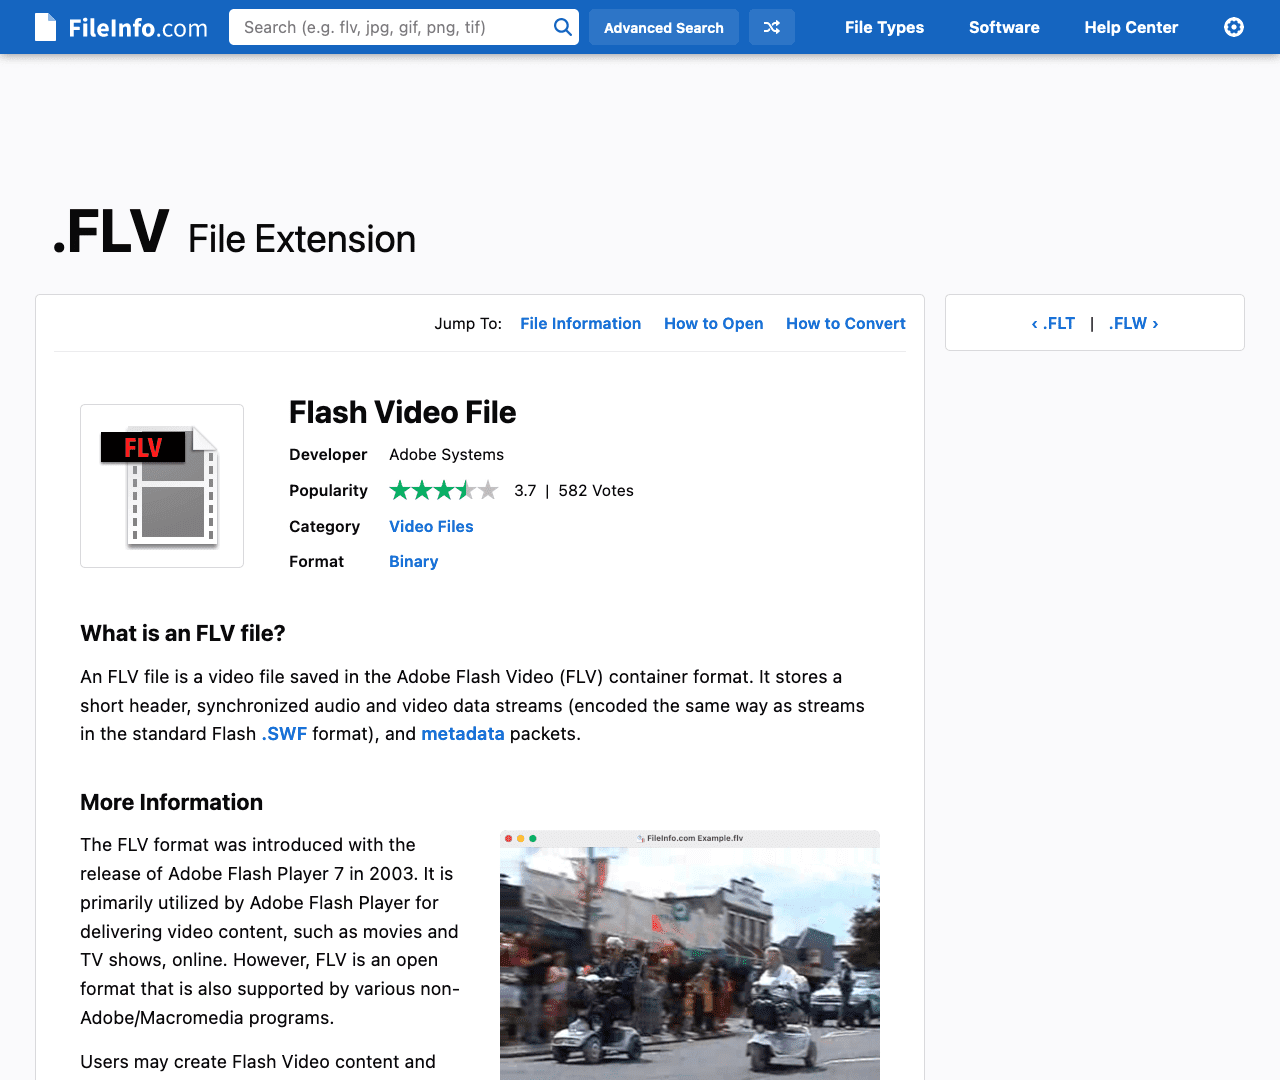 FileInfo.com
Search (e.g. flv, jpg, gif, png, tif)
Advanced Search
File Types
Software
Help Center
.FLV File Extension
Jump To: File Information How to Open How to Convert
‹ .FLT | .FLW ›
FLV
Flash Video File
Developer Adobe Systems
Popularity 3.7 | 582 Votes
Category Video Files
Format Binary
What is an FLV file?
An FLV file is a video file saved in the Adobe Flash Video (FLV) container format. It stores a
short header, synchronized audio and video data streams (encoded the same way as streams
in the standard Flash .SWF format), and metadata packets.
More Information
The FLV format was introduced with the
release of Adobe Flash Player 7 in 2003. It is
primarily utilized by Adobe Flash Player for
delivering video content, such as movies and
TV shows, online. However, FLV is an open
format that is also supported by various non-
Adobe/Macromedia programs.
Users may create Flash Video content and
FileInfo.com Example.flv